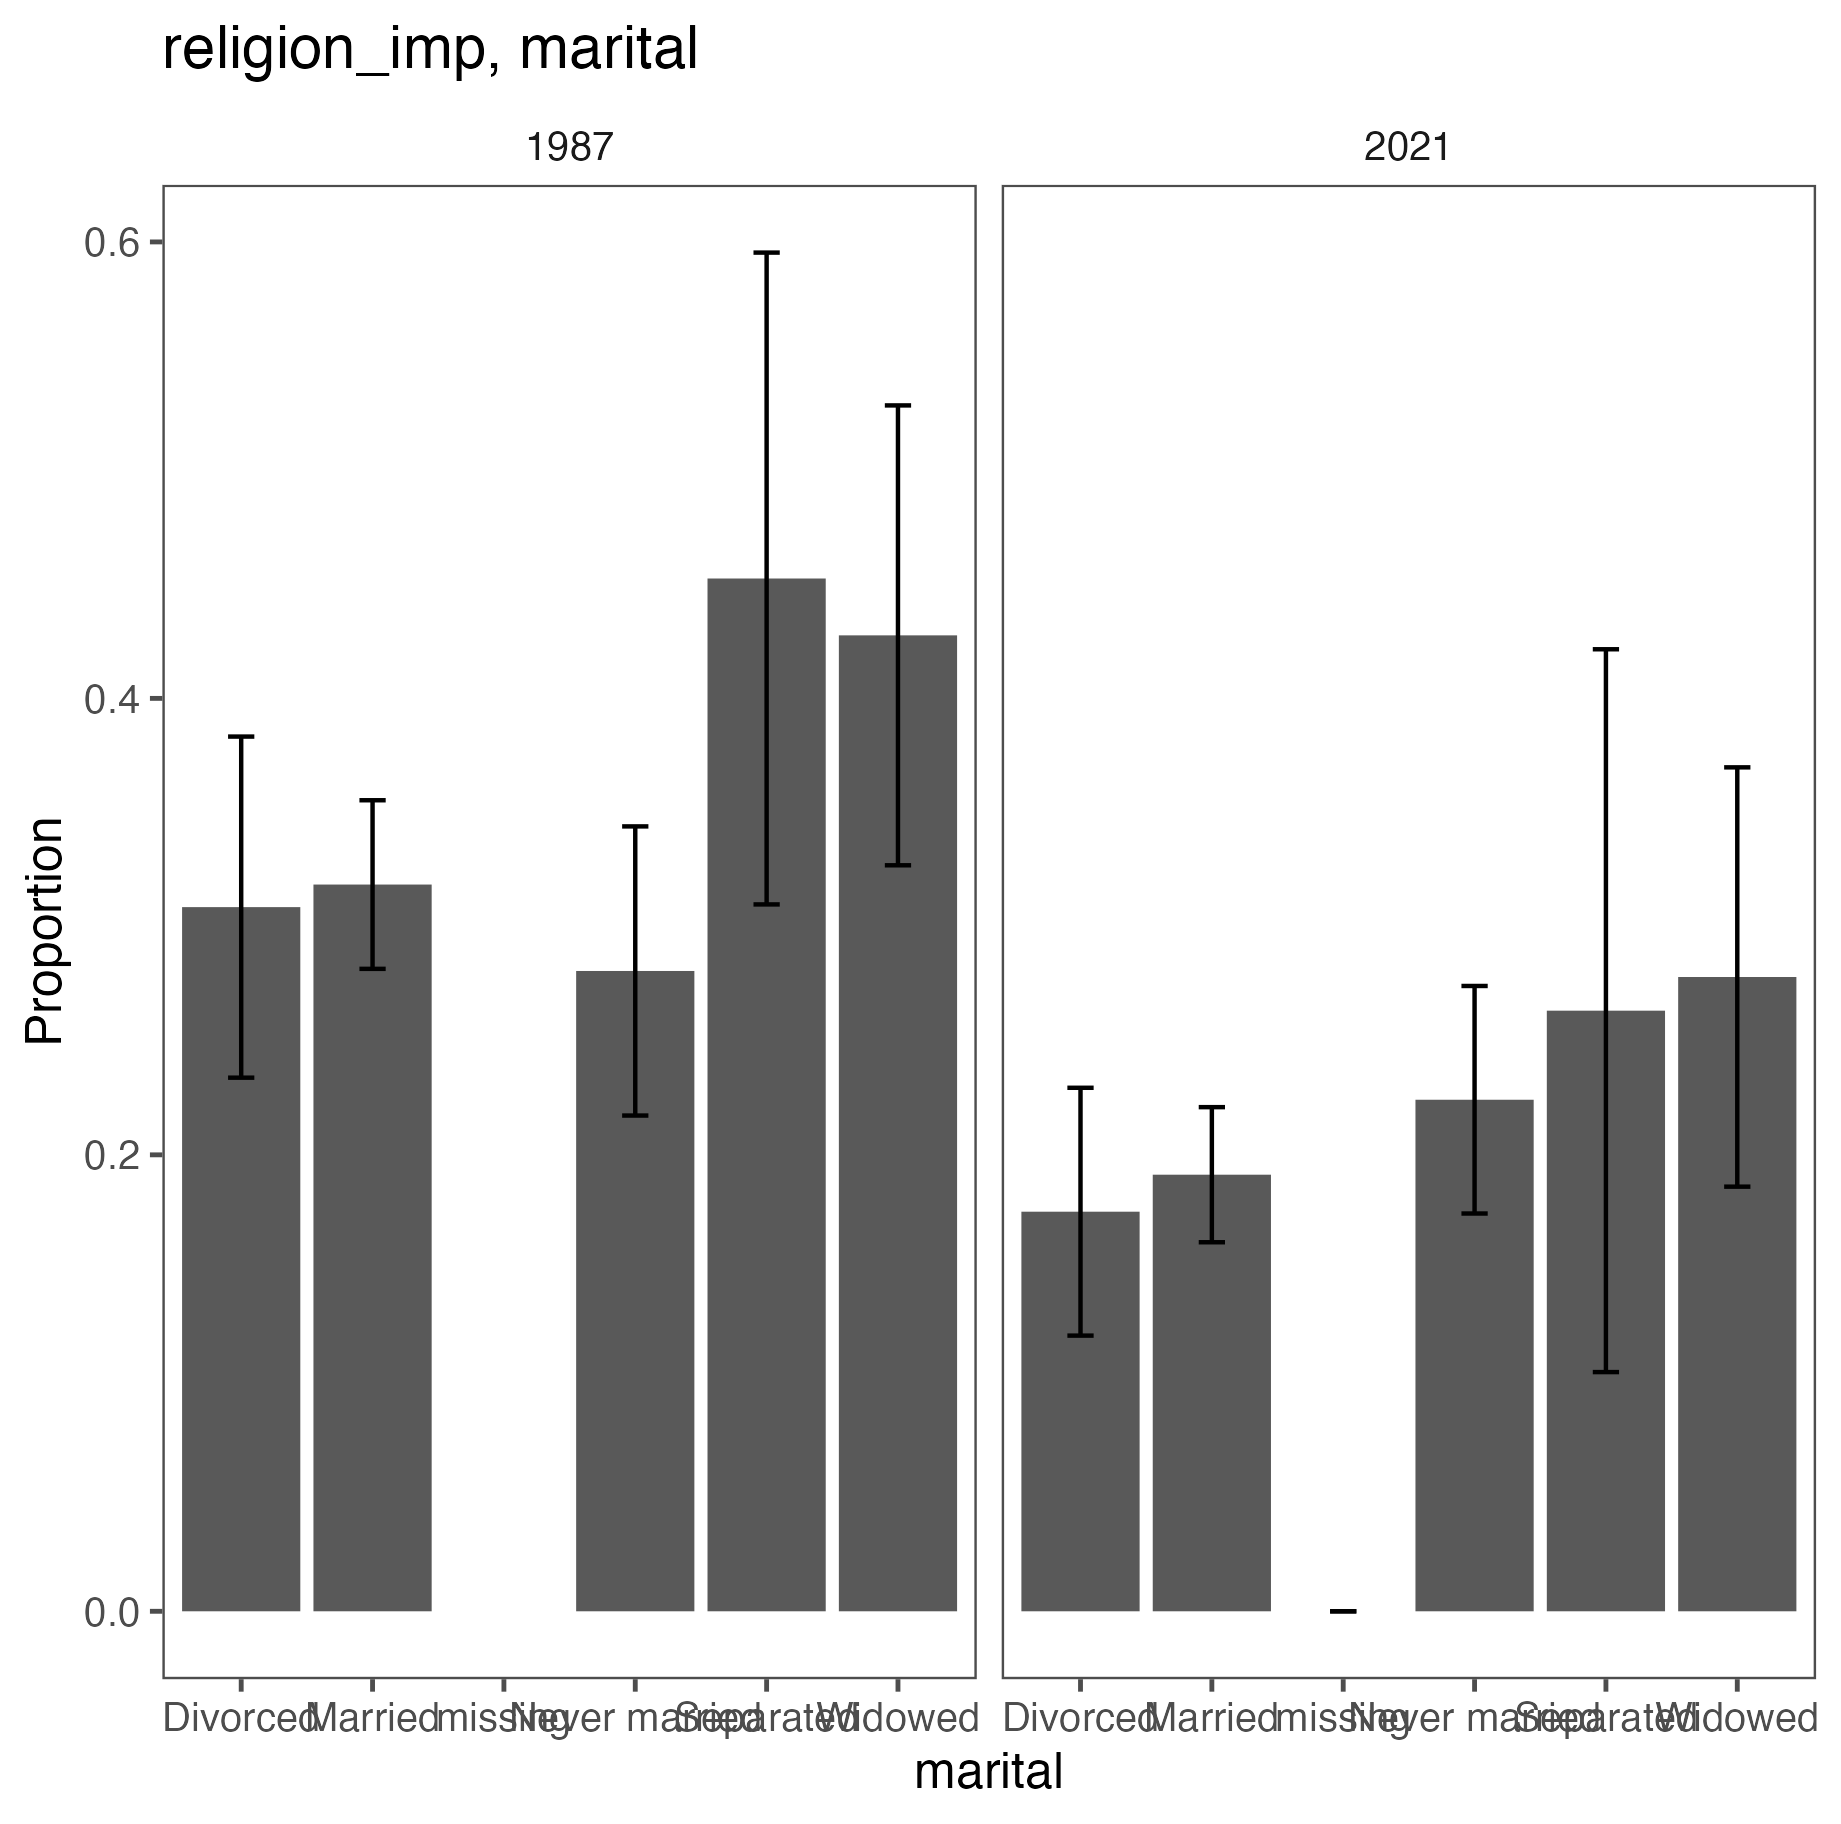 religion_imp, marital
1987
2021
0.6
0.4
0.2
0.0
Proportion
Divorced Married missing Never married Separated Widowed
Divorced Married missing Never married Separated Widowed
marital